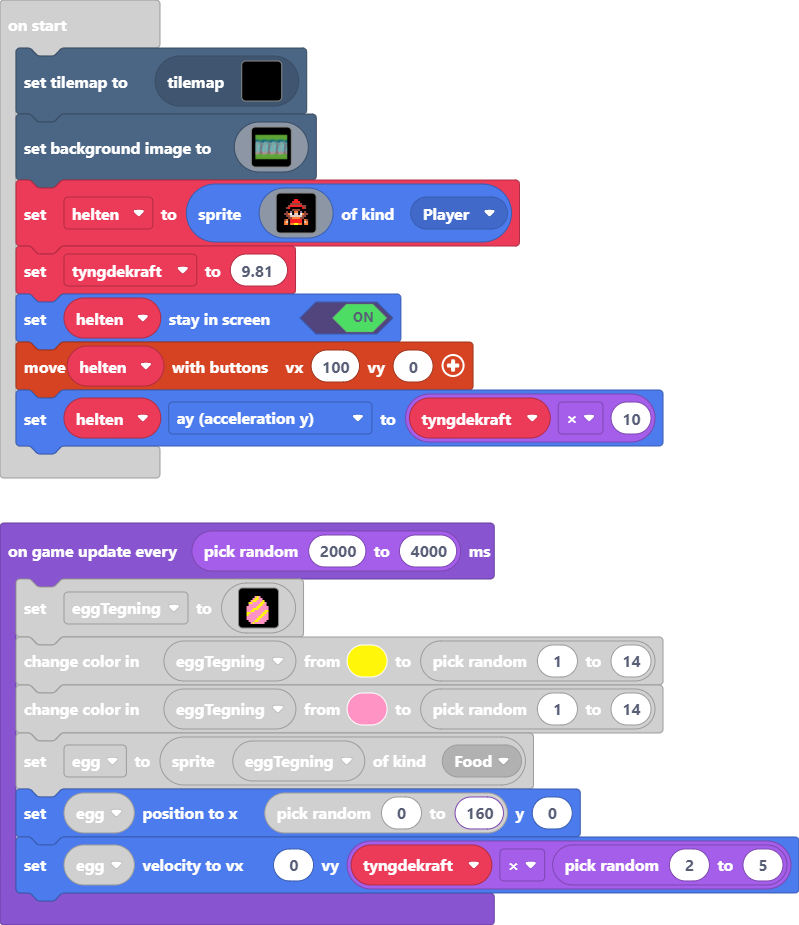 on start
set tilemap to tilemap
set background image to
set helten to sprite of kind Player
set tyngdekraft to 9.81
set helten stay in screen ON
move helten with buttons vx 100 vy 0
set helten ay (acceleration y) to tyngdekraft × 10
on game update every pick random 2000 to 4000 ms
set eggTegning to
change color in eggTegning from to pick random 1 to 14
change color in eggTegning from to pick random 1 to 14
set egg to sprite eggTegning of kind Food
set egg position to x pick random 0 to 160 y 0
set egg velocity to vx 0 vy tyngdekraft × pick random 2 to 5